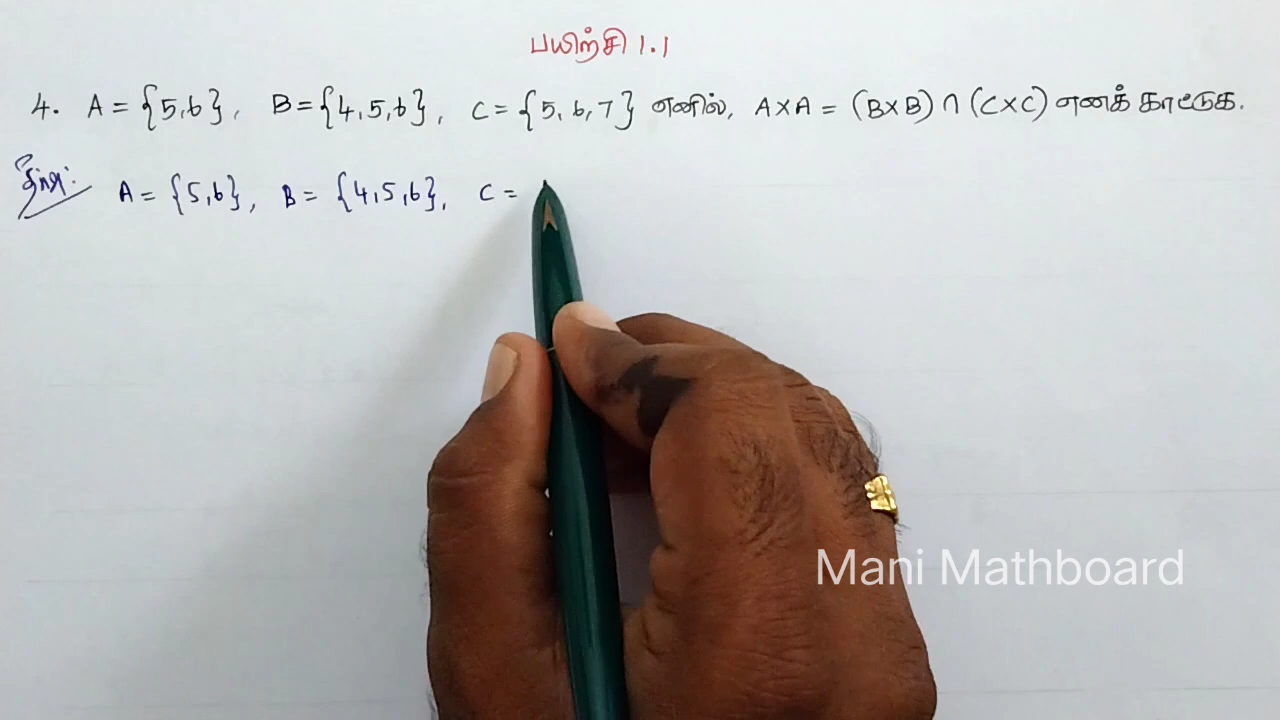 பயிற்சி 1.1
4. A = {5,6}, B = {4,5,6}, C = {5,6,7} எனில், A×A = (B×B) ∩ (C×C) எனக் காட்டுக.
தீர்வு: A = {5,6}, B = {4,5,6}, C =
Mani Mathboard